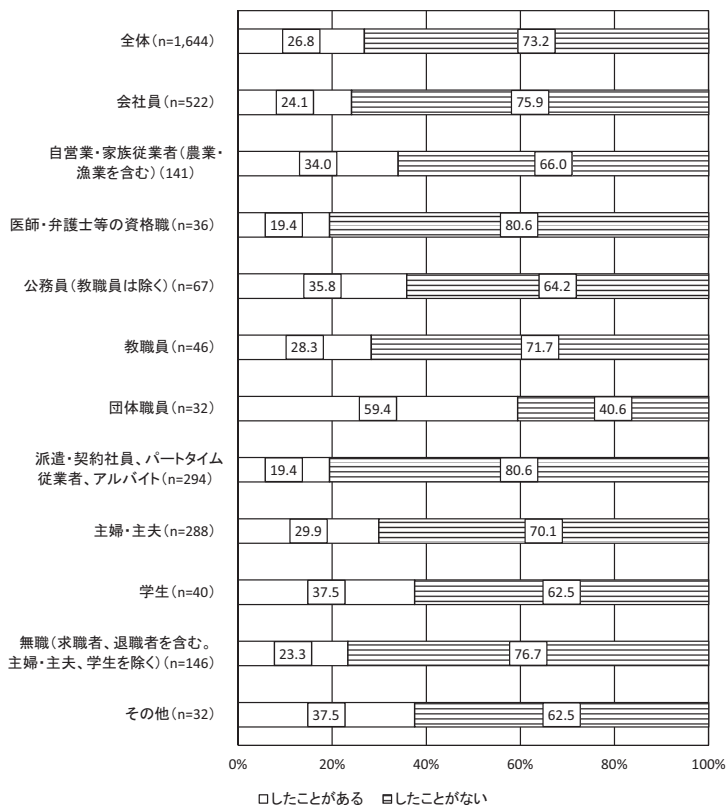 全体(n=1,644)
26.8
73.2
会社員(n=522)
24.1
75.9
自営業・家族従業者(農業・
漁業を含む)(141)
34.0
66.0
医師・弁護士等の資格職(n=36)
19.4
80.6
公務員(教職員は除く)(n=67)
35.8
64.2
教職員(n=46)
28.3
71.7
団体職員(n=32)
59.4
40.6
派遣・契約社員、パートタイム
従業者、アルバイト(n=294)
19.4
80.6
主婦・主夫(n=288)
29.9
70.1
学生(n=40)
37.5
62.5
無職(求職者、退職者を含む。
主婦・主夫、学生を除く)(n=146)
23.3
76.7
その他(n=32)
37.5
62.5
0% 20% 40% 60% 80% 100%
したことがある したことがない